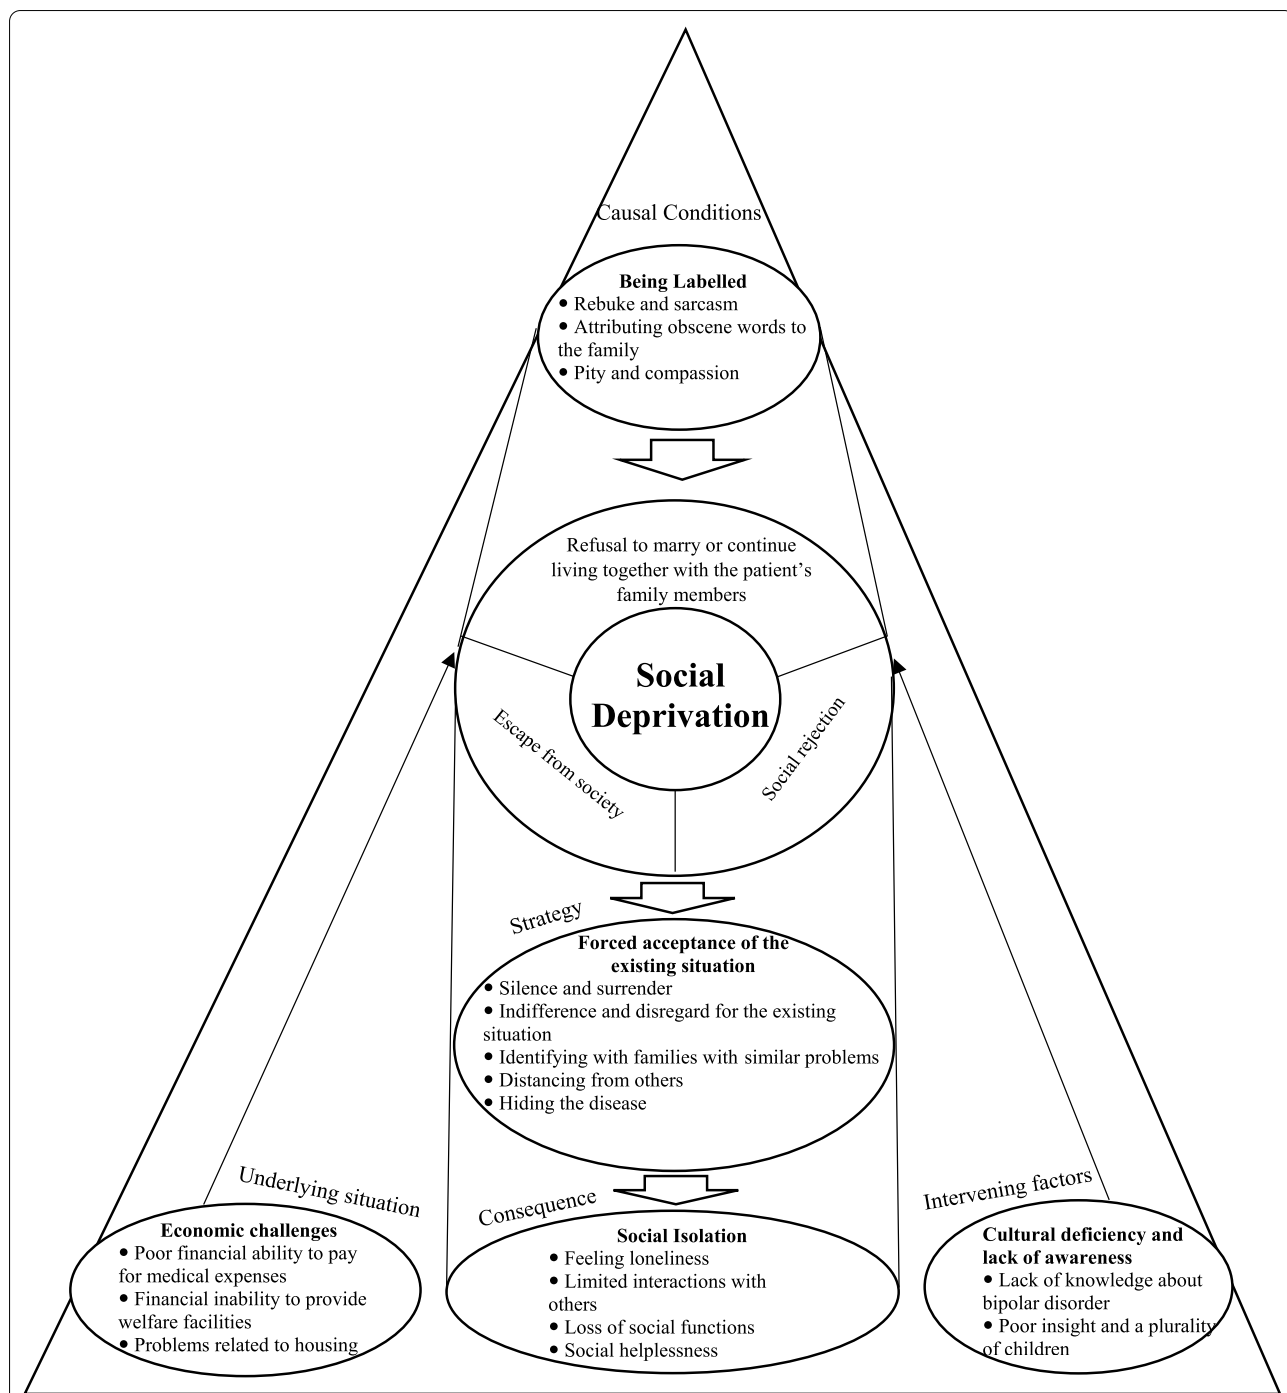 Causal Conditions
Being Labelled
• Rebuke and sarcasm
• Attributing obscene words to
the family
• Pity and compassion
Refusal to marry or continue
living together with the patient's
family members
Social
Deprivation
Escape from society
Social rejection
Strategy
Forced acceptance of the
existing situation
• Silence and surrender
• Indifference and disregard for the existing
situation
• Identifying with families with similar problems
• Distancing from others
• Hiding the disease
Underlying situation
Economic challenges
• Poor financial ability to pay
for medical expenses
• Financial inability to provide
welfare facilities
• Problems related to housing
Consequence
Social Isolation
• Feeling loneliness
• Limited interactions with
others
• Loss of social functions
• Social helplessness
Intervening factors
Cultural deficiency and
lack of awareness
• Lack of knowledge about
bipolar disorder
• Poor insight and a plurality
of children